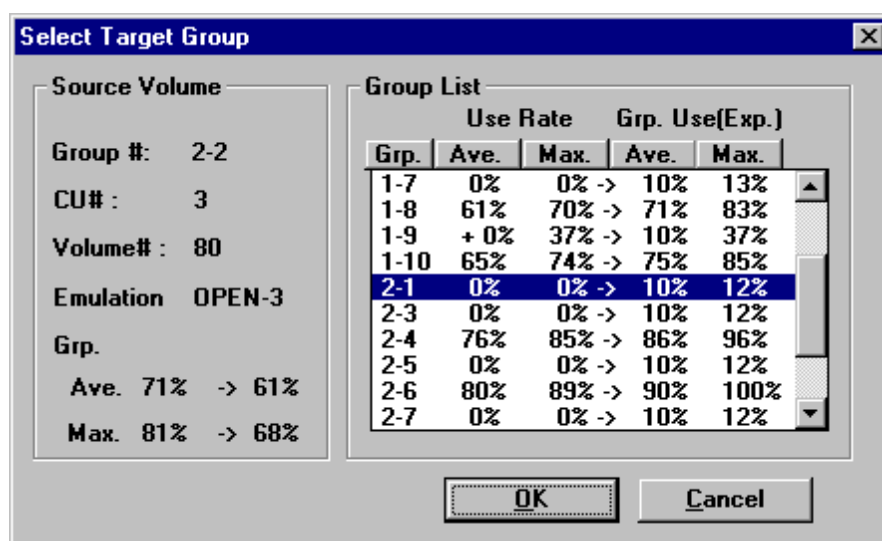 Select Target Group
Source Volume
Group #: 2-2
CU# : 3
Volume# : 80
Emulation OPEN-3
Grp.
Ave. 71% -> 61%
Max. 81% -> 68%
Group List
Use Rate Grp. Use(Exp.)
Grp. Ave. Max. Ave. Max.
1-7 0% 0% -> 10% 13%
1-8 61% 70% -> 71% 83%
1-9 + 0% 37% -> 10% 37%
1-10 65% 74% -> 75% 85%
2-1 0% 0% -> 10% 12%
2-3 0% 0% -> 10% 12%
2-4 76% 85% -> 86% 96%
2-5 0% 0% -> 10% 12%
2-6 80% 89% -> 90% 100%
2-7 0% 0% -> 10% 12%
OK Cancel